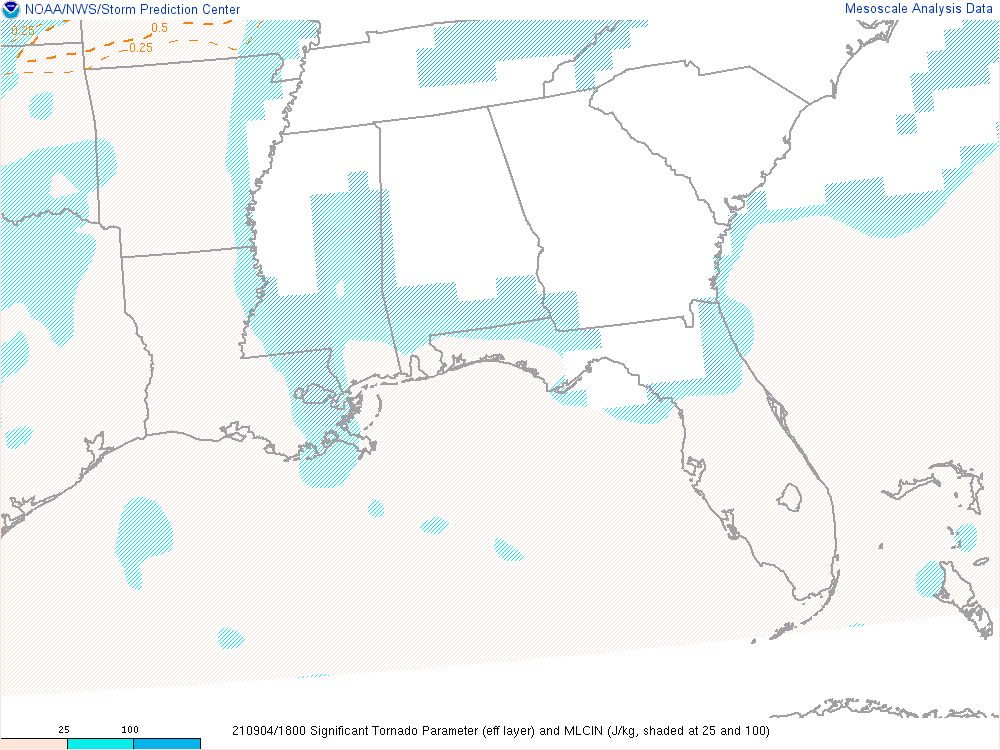 NOAA/NWS/Storm Prediction Center
Mesoscale Analysis Data
0.25
0.5
0.25
25
100
210904/1800 Significant Tornado Parameter (eff layer) and MLCIN (J/kg, shaded at 25 and 100)